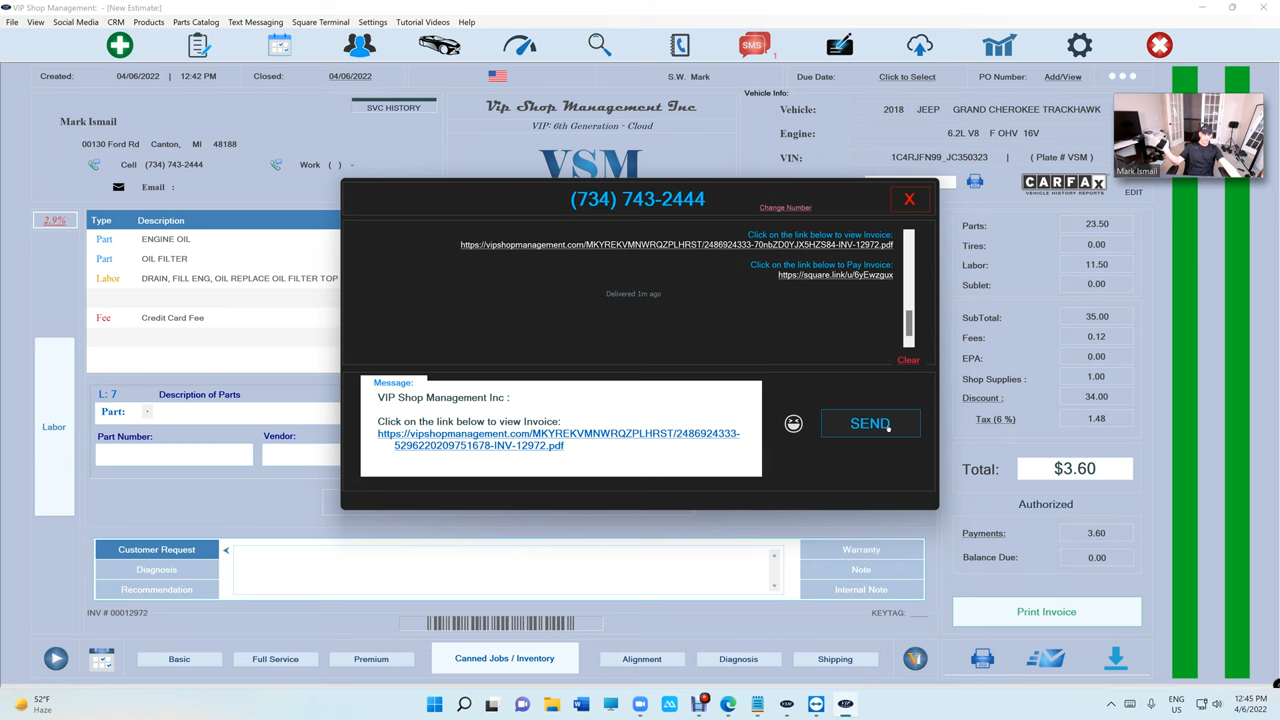 VIP Shop Management: - [New Estimate:]
File View Social Media CRM Products Parts Catalog Text Messaging Square Terminal Settings Tutorial Videos Help
SMS 1
Created: 04/06/2022 | 12:42 PM Closed: 04/06/2022 S.W. Mark Due Date: Click to Select PO Number: Add/View
SVC HISTORY
Mark Ismail
00130 Ford Rd Canton, MI 48188
Cell (734) 743-2444 Work ( ) -
Email :
Vip Shop Management Inc
VIP: 6th Generation - Cloud
VSM
Vehicle Info:
Vehicle: 2018 JEEP GRAND CHEROKEE TRACKHAWK
Engine: 6.2L V8 F OHV 16V
VIN: 1C4RJFN99_JC350323 | ( Plate # VSM )
CARFAX
VEHICLE HISTORY REPORTS
EDIT
Mark Ismail
2.9%
Type Description
Part ENGINE OIL
Part OIL FILTER
Labor DRAIN, FILL ENG, OIL REPLACE OIL FILTER TOP
Fee Credit Card Fee
Labor
L: 7 Description of Parts
Part: -
Part Number: Vendor:
(734) 743-2444
Change Number
X
Click on the link below to view Invoice:
https://vipshopmanagement.com/MKYREKVMNWRQZPLHRST/2486924333-70nbZD0YJX5HZS84-INV-12972.pdf
Click on the link below to Pay Invoice:
https://square.link/u/6yEwzgux
Delivered 1m ago
Clear
Message:
VIP Shop Management Inc :
Click on the link below to view Invoice:
https://vipshopmanagement.com/MKYREKVMNWRQZPLHRST/2486924333-
5296220209751678-INV-12972.pdf
SEND
Parts: 23.50
Tires: 0.00
Labor: 11.50
Sublet: 0.00
SubTotal: 35.00
Fees: 0.12
EPA: 0.00
Shop Supplies : 1.00
Discount : 34.00
Tax (6 %) 1.48
Total: $3.60
Authorized
Payments: 3.60
Balance Due: 0.00
Print Invoice
Customer Request
Diagnosis
Recommendation
Warranty
Note
Internal Note
INV # 00012972 KEYTAG: ___
Basic Full Service Premium Canned Jobs / Inventory Alignment Diagnosis Shipping
52°F
Haze
ENG
US
12:45 PM
4/6/2022